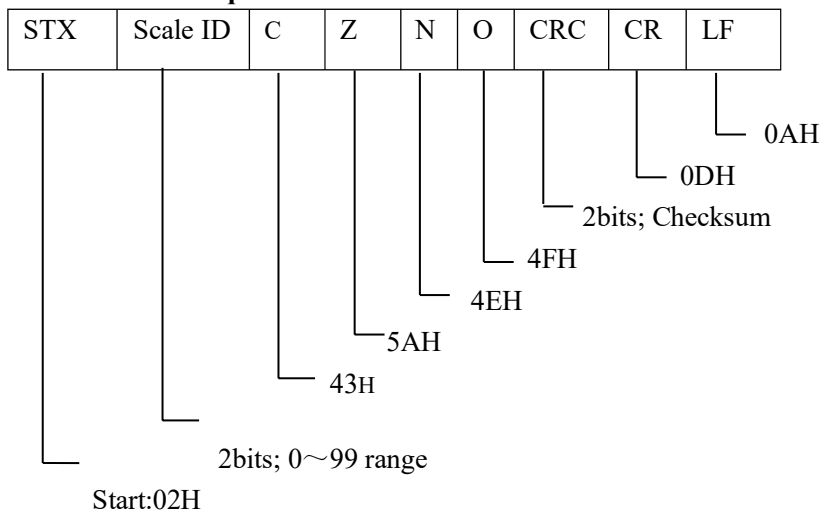 STX Scale ID C Z N O CRC CR LF
0AH
0DH
2bits; Checksum
4FH
4EH
5AH
43H
2bits; 0～99 range
Start:02H